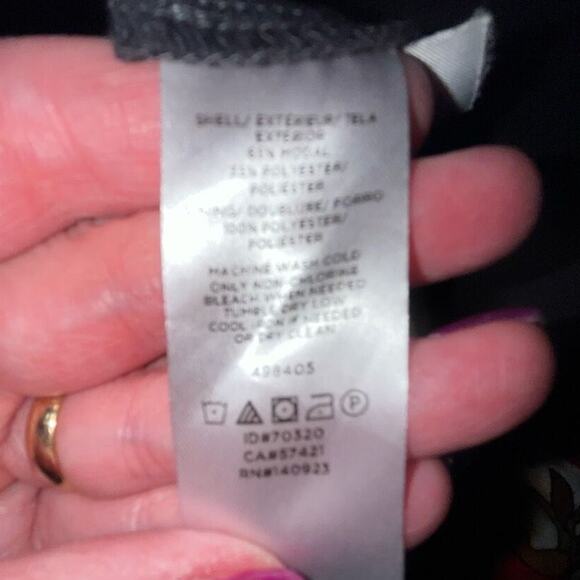 SHELL/ EXTERIEUR/ TELA
EXTERIOR
MODAL
POLYESTER/
POLIESTER
DOUBLURE/ FORRO
100% POLYESTER/
POLIESTER
MACHINE WASH COLD
ONLY NON-CHLORINE
BLEACH WHEN NEEDED
TUMBLE DRY LOW
COOL IRON IF NEEDED
OR DRY CLEAN
498405
P
ID#70320
CA#57421
RN#140923